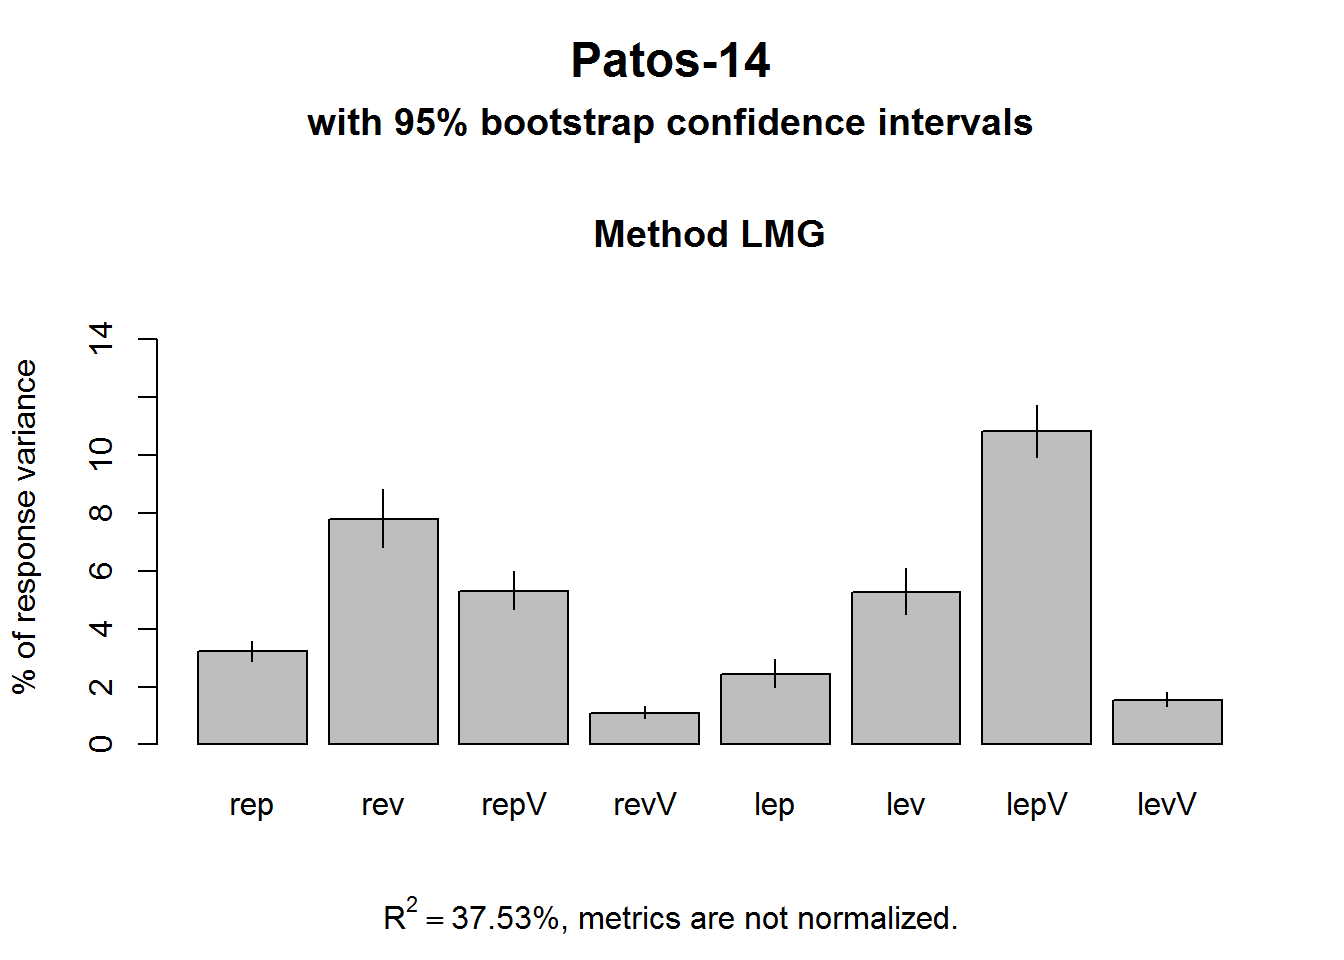 Patos-14
with 95% bootstrap confidence intervals
Method LMG
% of response variance
14
10
8
6
4
2
0
rep rev repV revV lep lev lepV levV
R² = 37.53%, metrics are not normalized.